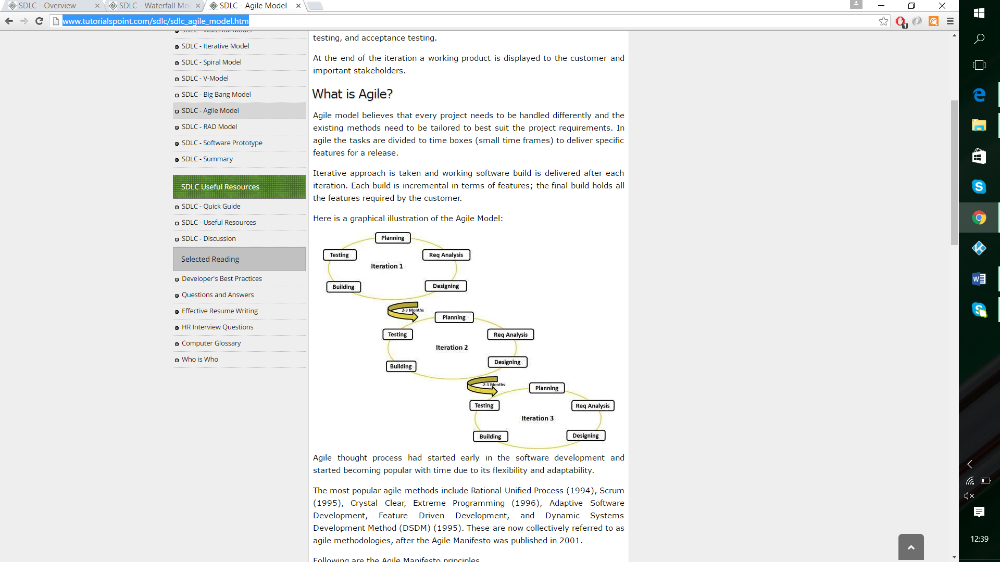 SDLC - Overview
SDLC - Waterfall Mo
SDLC - Agile Model
www.tutorialspoint.com/sdlc/sdlc_agile_model.htm
1
SDLC - Waterfall Model
SDLC - Iterative Model
SDLC - Spiral Model
SDLC - V-Model
SDLC - Big Bang Model
SDLC - Agile Model
SDLC - RAD Model
SDLC - Software Prototype
SDLC - Summary
SDLC Useful Resources
SDLC - Quick Guide
SDLC - Useful Resources
SDLC - Discussion
Selected Reading
Developer's Best Practices
Questions and Answers
Effective Resume Writing
HR Interview Questions
Computer Glossary
Who is Who
testing, and acceptance testing.
At the end of the iteration a working product is displayed to the customer and
important stakeholders.
What is Agile?
Agile model believes that every project needs to be handled differently and the
existing methods need to be tailored to best suit the project requirements. In
agile the tasks are divided to time boxes (small time frames) to deliver specific
features for a release.
Iterative approach is taken and working software build is delivered after each
iteration. Each build is incremental in terms of features; the final build holds all
the features required by the customer.
Here is a graphical illustration of the Agile Model:
Planning
Testing
Req Analysis
Iteration 1
Building
Designing
2-3 Months
Planning
Testing
Req Analysis
Iteration 2
Building
Designing
2-3 Months
Planning
Testing
Req Analysis
Iteration 3
Building
Designing
Agile thought process had started early in the software development and
started becoming popular with time due to its flexibility and adaptability.
The most popular agile methods include Rational Unified Process (1994), Scrum
(1995), Crystal Clear, Extreme Programming (1996), Adaptive Software
Development, Feature Driven Development, and Dynamic Systems
Development Method (DSDM) (1995). These are now collectively referred to as
agile methodologies, after the Agile Manifesto was published in 2001.
Following are the Agile Manifesto principles
12:39